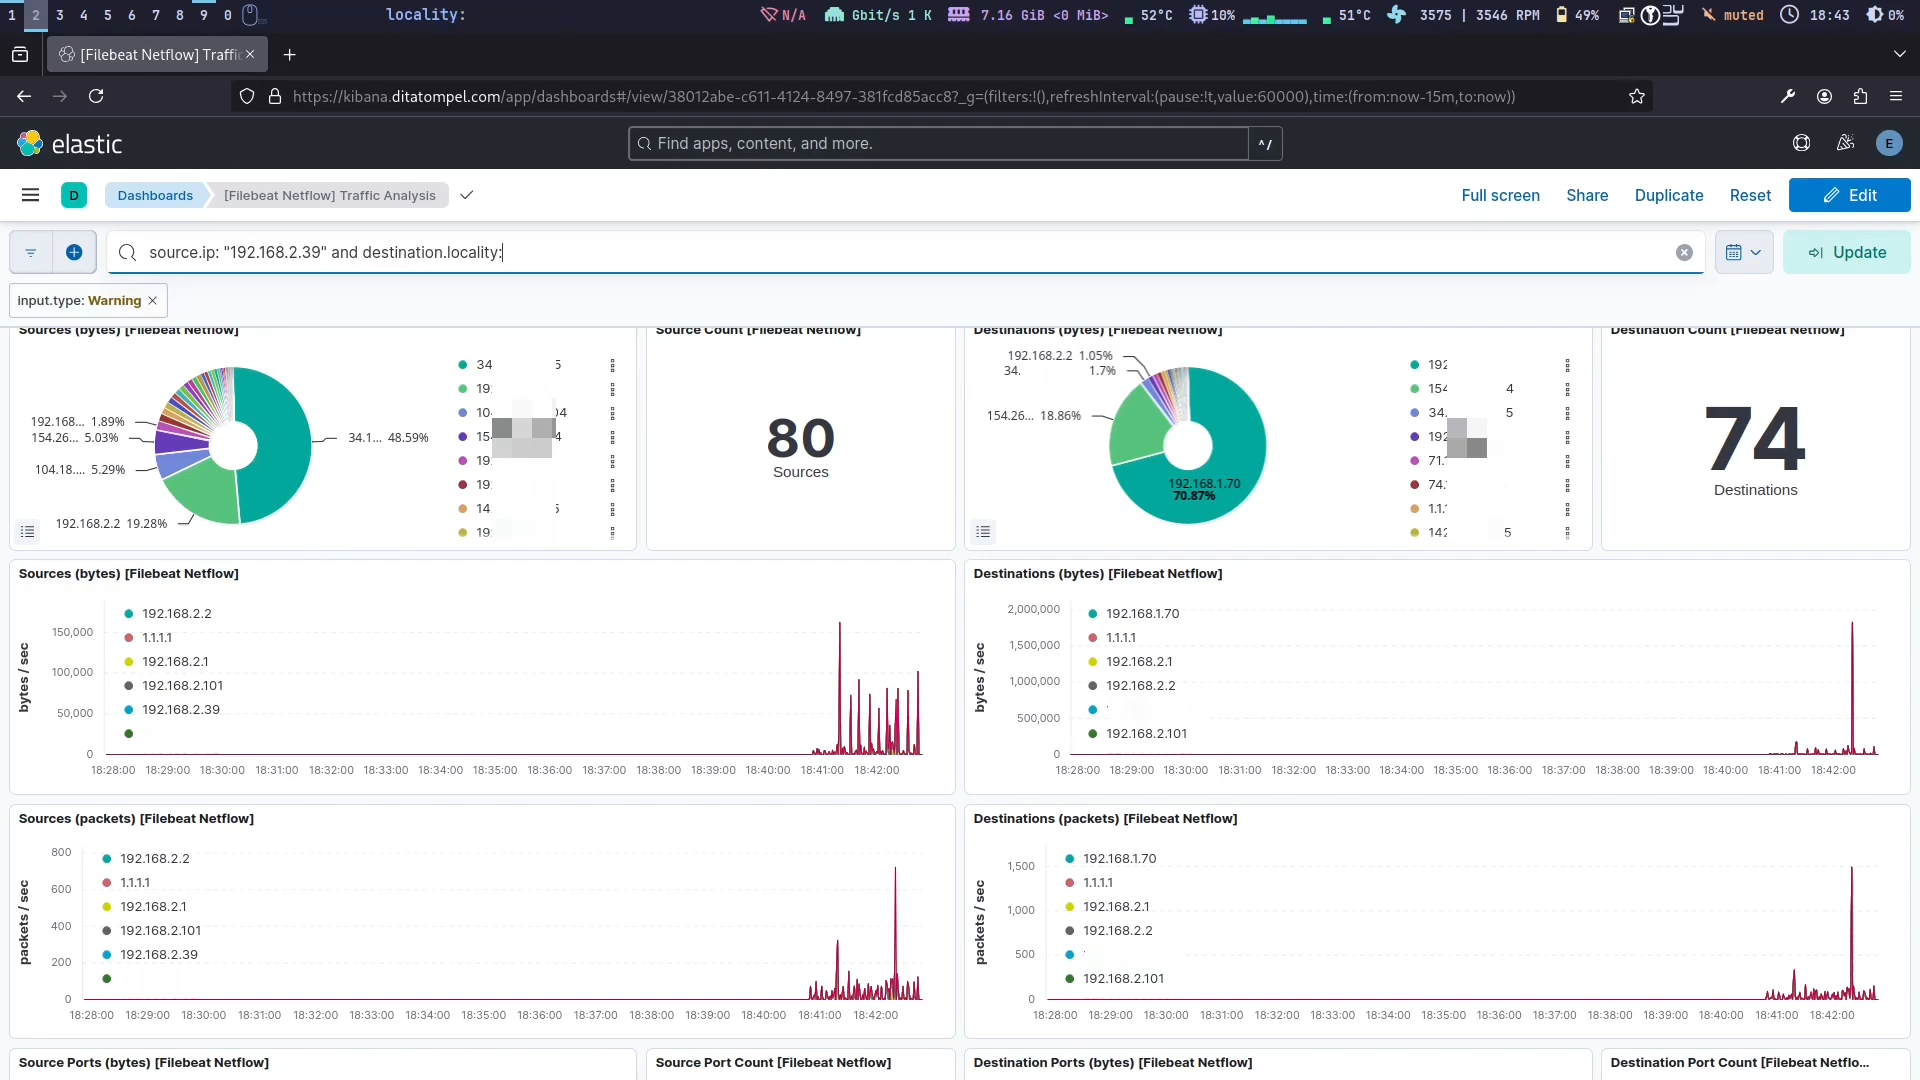 1 2 3 4 5 6 7 8 9 0
locality:
N/A Gbit/s 1 K 7.16 GiB <0 MiB> 52°C 10% 51°C 3575 | 3546 RPM 49% muted 18:43 0%
[Filebeat Netflow] Traffi
https://kibana.ditatompel.com/app/dashboards#/view/38012abe-c611-4124-8497-381fcd85acc8?_g=(filters:!(),refreshInterval:(pause:!t,value:60000),time:(from:now-15m,to:now))
elastic
Find apps, content, and more.
^/
E
D
Dashboards
[Filebeat Netflow] Traffic Analysis
Full screen
Share
Duplicate
Reset
Edit
source.ip: "192.168.2.39" and destination.locality:
Update
input.type: Warning
Sources (bytes) [Filebeat Netflow]
192.168... 1.89%
154.26... 5.03%
104.18.... 5.29%
192.168.2.2 19.28%
34.1... 48.59%
34 5
19
10 04
15 4
19
19
14 5
19
Source Count [Filebeat Netflow]
80
Sources
Destinations (bytes) [Filebeat Netflow]
192.168.2.2 1.05%
34. 1.7%
154.26... 18.86%
192.168.1.70
70.87%
192
154 4
34. 5
192
71.
74.
1.1.
142 5
Destination Count [Filebeat Netflow]
74
Destinations
Sources (bytes) [Filebeat Netflow]
bytes / sec
150,000
100,000
50,000
0
192.168.2.2
1.1.1.1
192.168.2.1
192.168.2.101
192.168.2.39
18:28:00 18:29:00 18:30:00 18:31:00 18:32:00 18:33:00 18:34:00 18:35:00 18:36:00 18:37:00 18:38:00 18:39:00 18:40:00 18:41:00 18:42:00
Destinations (bytes) [Filebeat Netflow]
bytes / sec
2,000,000
1,500,000
1,000,000
500,000
0
192.168.1.70
1.1.1.1
192.168.2.1
192.168.2.2
192.168.2.101
18:28:00 18:29:00 18:30:00 18:31:00 18:32:00 18:33:00 18:34:00 18:35:00 18:36:00 18:37:00 18:38:00 18:39:00 18:40:00 18:41:00 18:42:00
Sources (packets) [Filebeat Netflow]
packets / sec
800
600
400
200
0
192.168.2.2
1.1.1.1
192.168.2.1
192.168.2.101
192.168.2.39
18:28:00 18:29:00 18:30:00 18:31:00 18:32:00 18:33:00 18:34:00 18:35:00 18:36:00 18:37:00 18:38:00 18:39:00 18:40:00 18:41:00 18:42:00
Destinations (packets) [Filebeat Netflow]
packets / sec
1,500
1,000
500
0
192.168.1.70
1.1.1.1
192.168.2.1
192.168.2.2
192.168.2.101
18:28:00 18:29:00 18:30:00 18:31:00 18:32:00 18:33:00 18:34:00 18:35:00 18:36:00 18:37:00 18:38:00 18:39:00 18:40:00 18:41:00 18:42:00
Source Ports (bytes) [Filebeat Netflow]
Source Port Count [Filebeat Netflow]
Destination Ports (bytes) [Filebeat Netflow]
Destination Port Count [Filebeat Netflo...